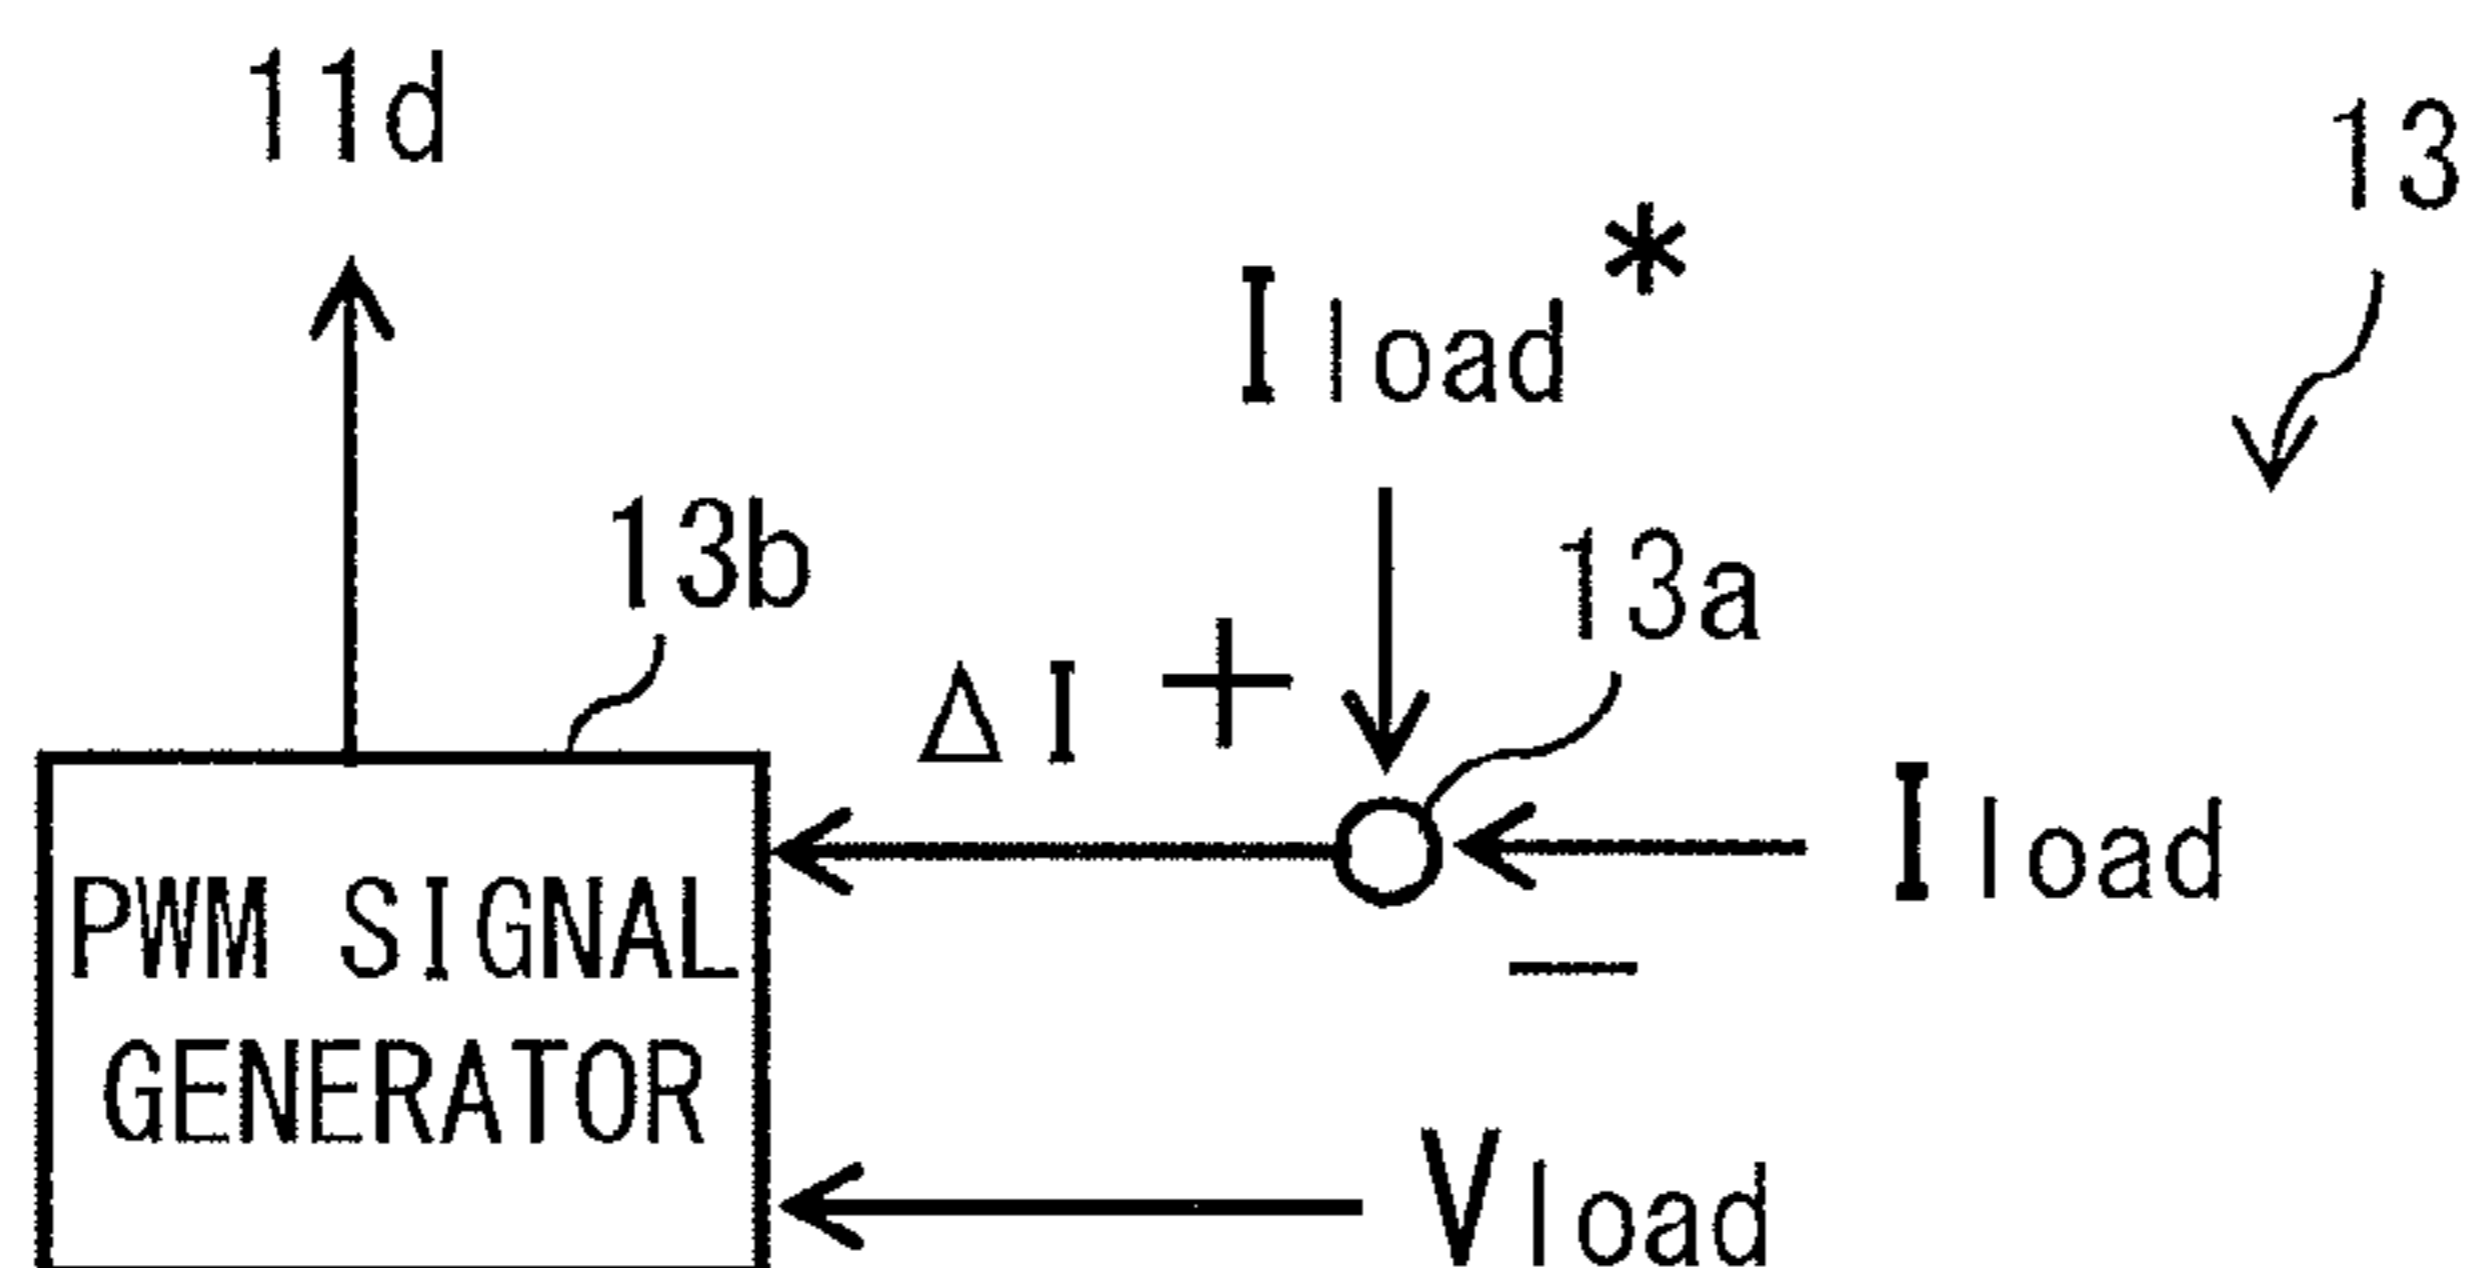 11d
13
Iload*
13b
13a
ΔI +
Iload
PWM SIGNAL
GENERATOR
−
Vload